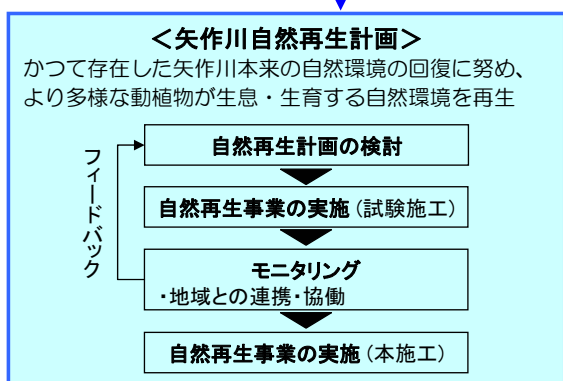 ＜矢作川自然再生計画＞
かつて存在した矢作川本来の自然環境の回復に努め、
より多様な動植物が生息・生育する自然環境を再生
自然再生計画の検討
フィードバック
自然再生事業の実施（試験施工）
モニタリング
・地域との連携・協働
自然再生事業の実施（本施工）